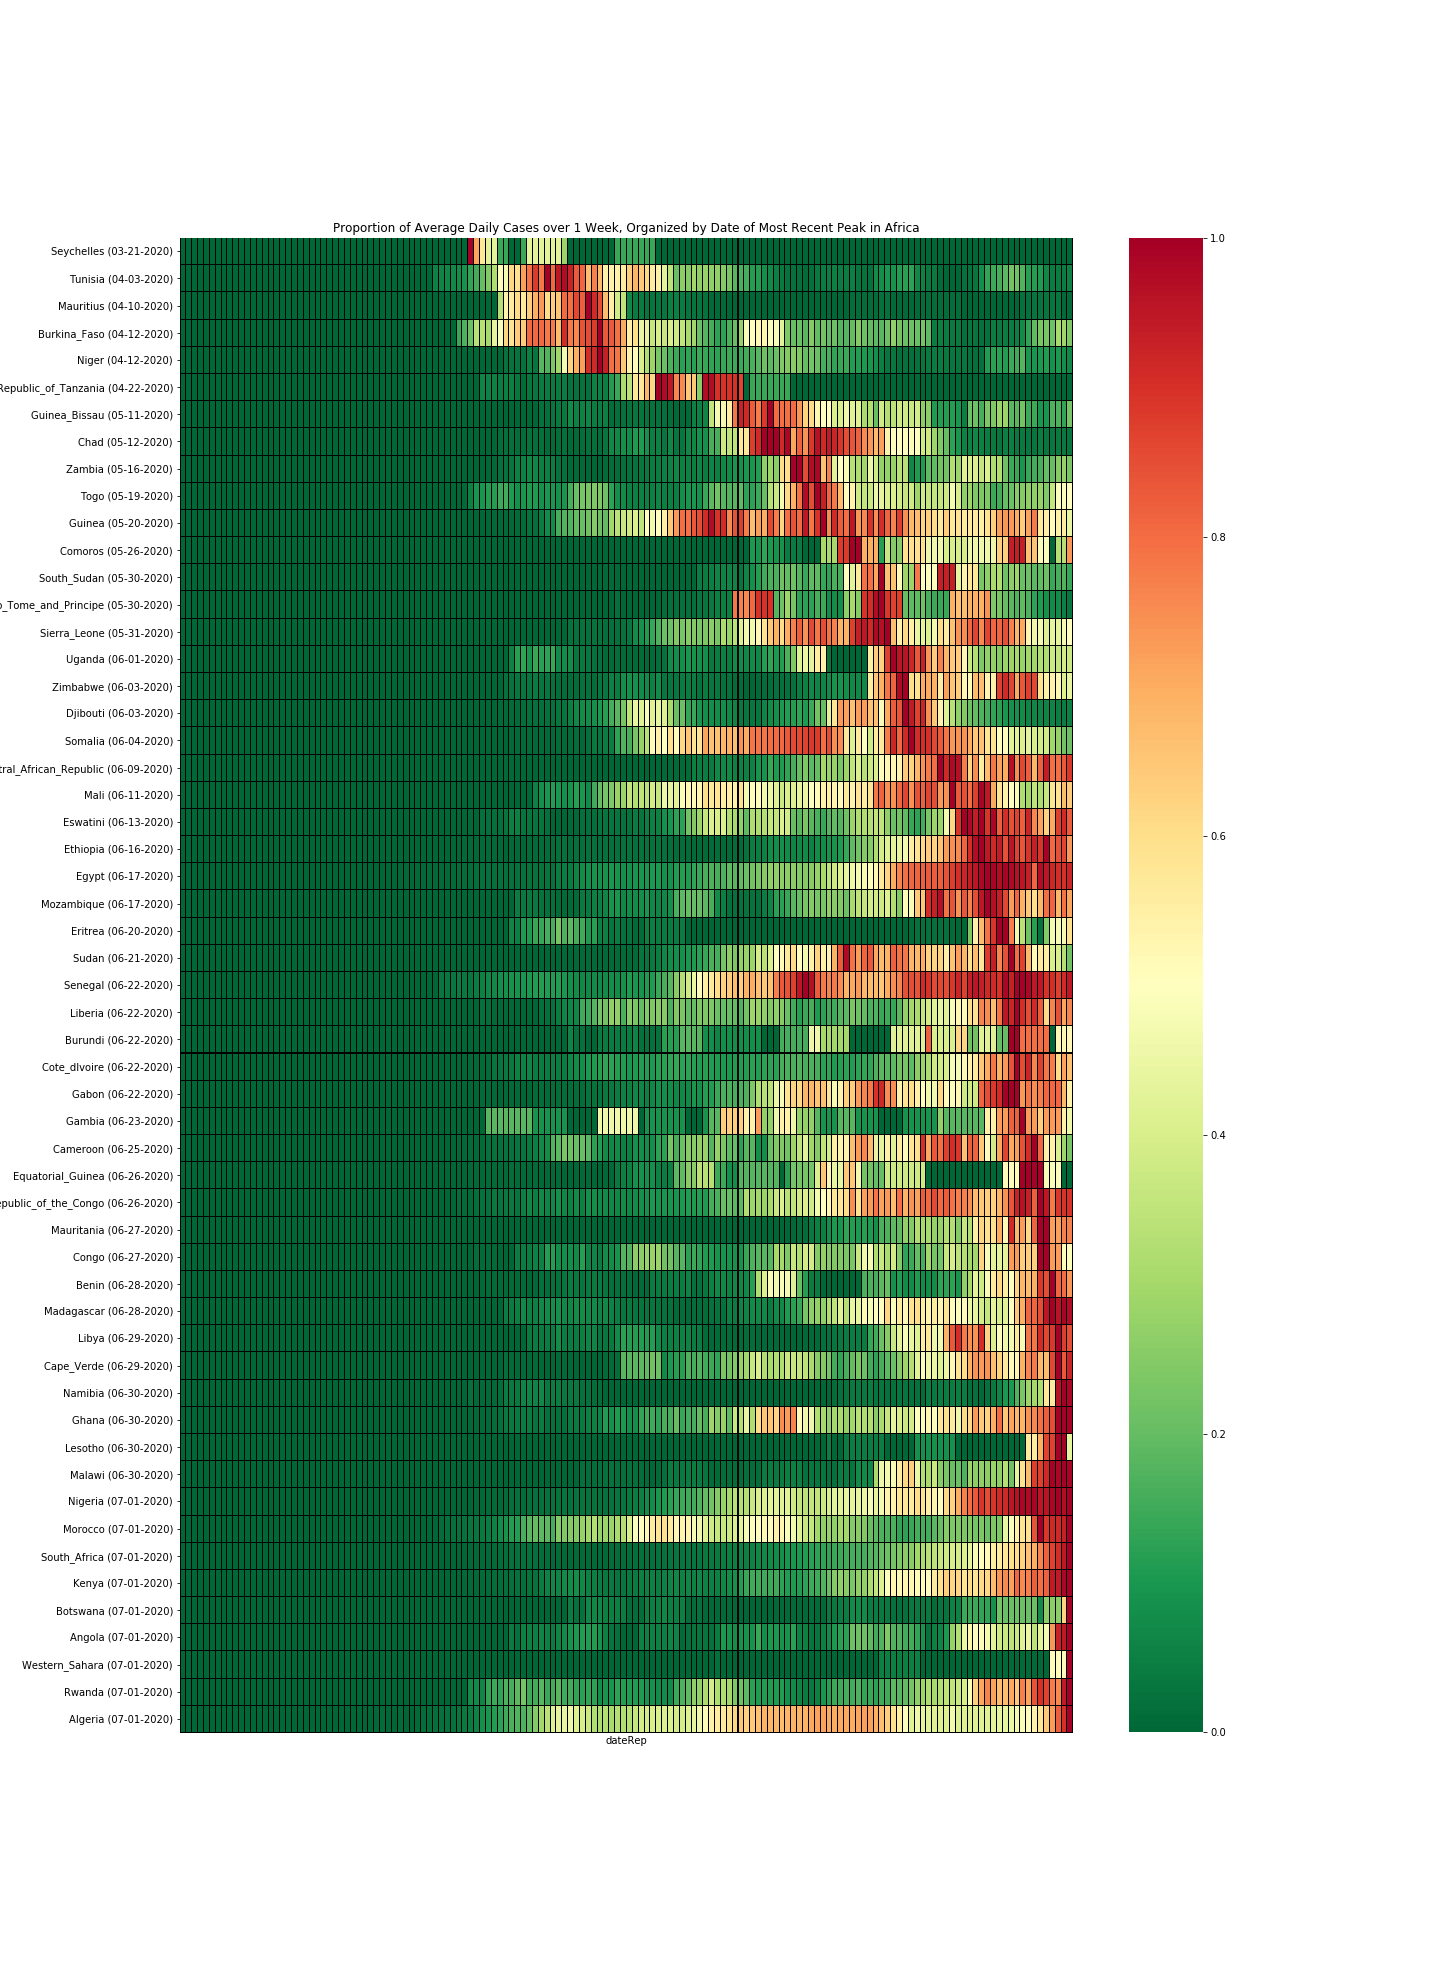 Proportion of Average Daily Cases over 1 Week, Organized by Date of Most Recent Peak in Africa
Seychelles (03-21-2020)
Tunisia (04-03-2020)
Mauritius (04-10-2020)
Burkina_Faso (04-12-2020)
Niger (04-12-2020)
Republic_of_Tanzania (04-22-2020)
Guinea_Bissau (05-11-2020)
Chad (05-12-2020)
Zambia (05-16-2020)
Togo (05-19-2020)
Guinea (05-20-2020)
Comoros (05-26-2020)
South_Sudan (05-30-2020)
o_Tome_and_Principe (05-30-2020)
Sierra_Leone (05-31-2020)
Uganda (06-01-2020)
Zimbabwe (06-03-2020)
Djibouti (06-03-2020)
Somalia (06-04-2020)
tral_African_Republic (06-09-2020)
Mali (06-11-2020)
Eswatini (06-13-2020)
Ethiopia (06-16-2020)
Egypt (06-17-2020)
Mozambique (06-17-2020)
Eritrea (06-20-2020)
Sudan (06-21-2020)
Senegal (06-22-2020)
Liberia (06-22-2020)
Burundi (06-22-2020)
Cote_dIvoire (06-22-2020)
Gabon (06-22-2020)
Gambia (06-23-2020)
Cameroon (06-25-2020)
Equatorial_Guinea (06-26-2020)
epublic_of_the_Congo (06-26-2020)
Mauritania (06-27-2020)
Congo (06-27-2020)
Benin (06-28-2020)
Madagascar (06-28-2020)
Libya (06-29-2020)
Cape_Verde (06-29-2020)
Namibia (06-30-2020)
Ghana (06-30-2020)
Lesotho (06-30-2020)
Malawi (06-30-2020)
Nigeria (07-01-2020)
Morocco (07-01-2020)
South_Africa (07-01-2020)
Kenya (07-01-2020)
Botswana (07-01-2020)
Angola (07-01-2020)
Western_Sahara (07-01-2020)
Rwanda (07-01-2020)
Algeria (07-01-2020)
dateRep
1.0
0.8
0.6
0.4
0.2
0.0